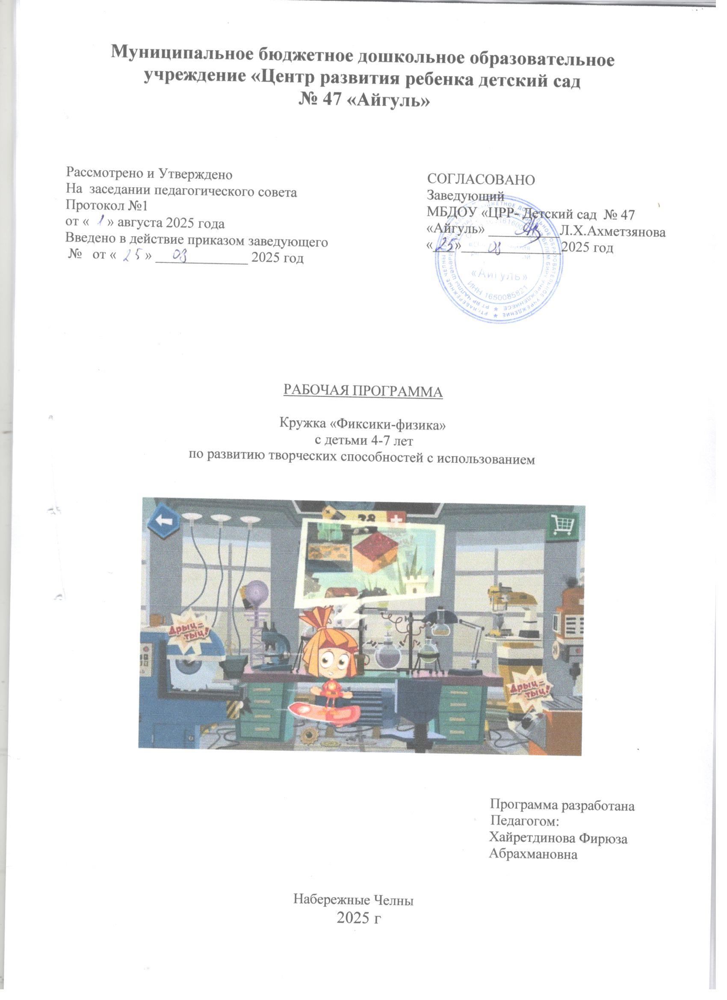 Муниципальное бюджетное дошкольное образовательное
учреждение «Центр развития ребенка детский сад
№ 47 «Айгуль»
Рассмотрено и Утверждено
На заседании педагогического совета
Протокол №1
от « 1 » августа 2025 года
Введено в действие приказом заведующего
№ от « 25 » 08 2025 год
СОГЛАСОВАНО
Заведующий
МБДОУ «ЦРР- Детский сад № 47
«Айгуль» __________Л.Х.Ахметзянова
«25» 08 2025 год
«Айгуль»
ИНН 1650085821
РАБОЧАЯ ПРОГРАММА
Кружка «Фиксики-физика»
с детьми 4-7 лет
по развитию творческих способностей с использованием
38
Дрыц=
тыц!
Дрыц=
тыц!
Программа разработана
Педагогом:
Хайретдинова Фирюза
Абрахмановна
Набережные Челны
2025 г